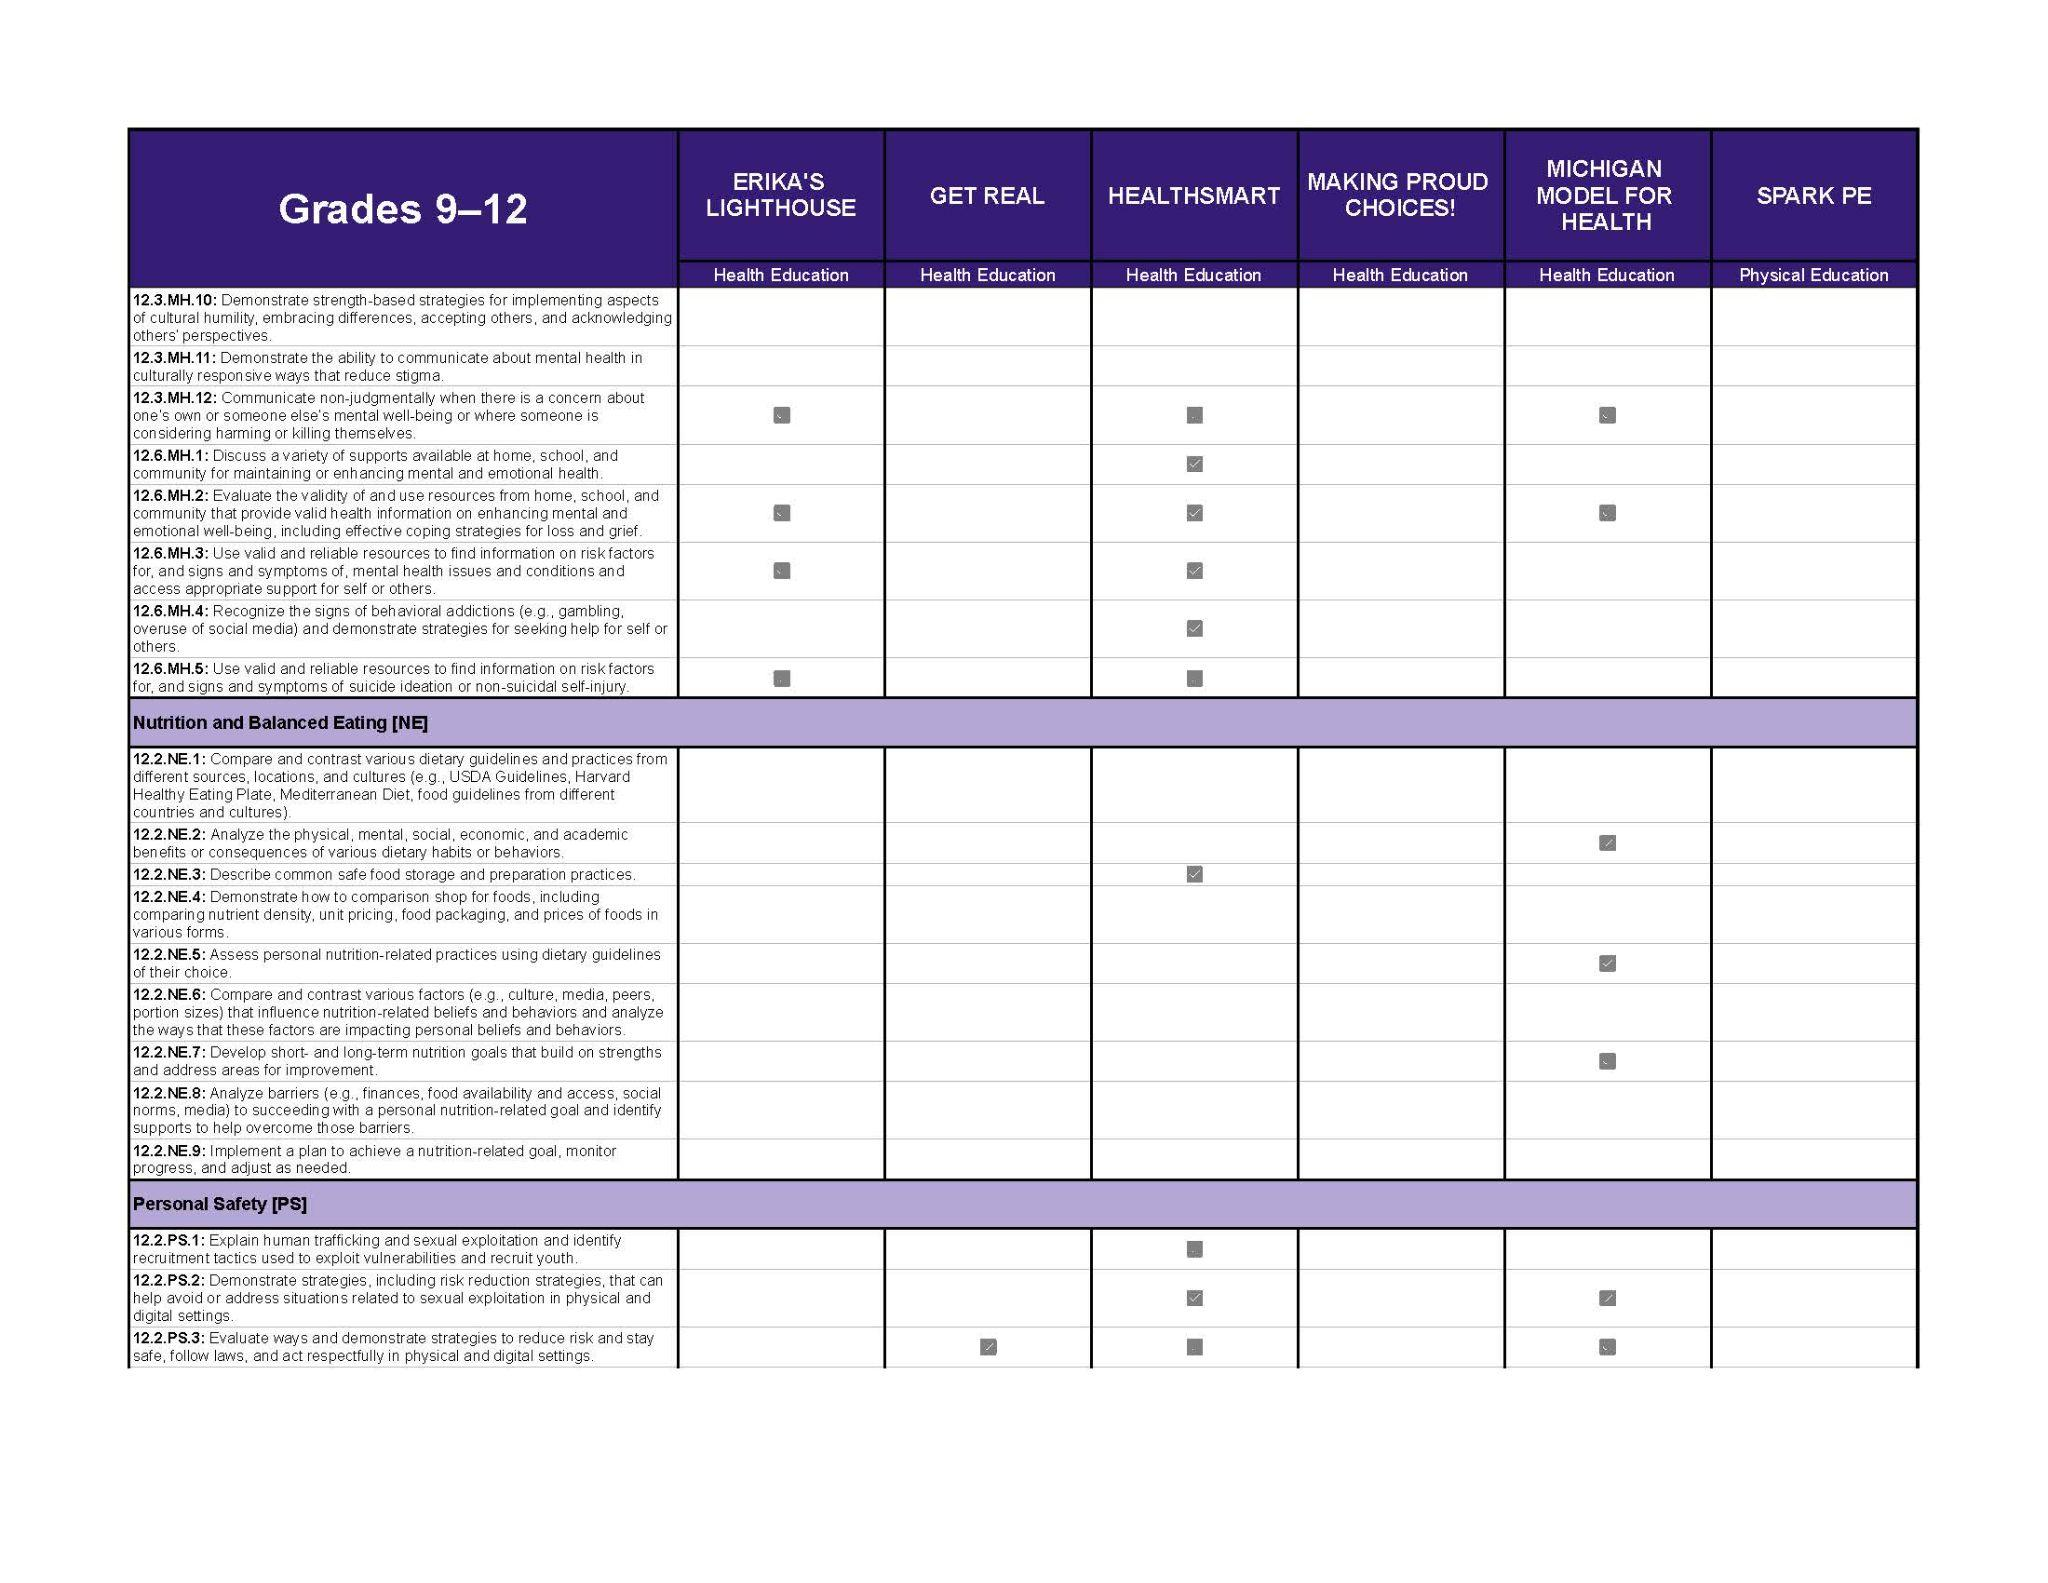 Grades 9–12
ERIKA'S
LIGHTHOUSE
GET REAL
HEALTHSMART
MAKING PROUD
CHOICES!
MICHIGAN
MODEL FOR
HEALTH
SPARK PE
Health Education
Health Education
Health Education
Health Education
Health Education
Physical Education
12.3.MH.10: Demonstrate strength-based strategies for implementing aspects
of cultural humility, embracing differences, accepting others, and acknowledging
others' perspectives.
12.3.MH.11: Demonstrate the ability to communicate about mental health in
culturally responsive ways that reduce stigma.
12.3.MH.12: Communicate non-judgmentally when there is a concern about
one's own or someone else's mental well-being or where someone is
considering harming or killing themselves.
12.6.MH.1: Discuss a variety of supports available at home, school, and
community for maintaining or enhancing mental and emotional health.
12.6.MH.2: Evaluate the validity of and use resources from home, school, and
community that provide valid health information on enhancing mental and
emotional well-being, including effective coping strategies for loss and grief.
12.6.MH.3: Use valid and reliable resources to find information on risk factors
for, and signs and symptoms of, mental health issues and conditions and
access appropriate support for self or others.
12.6.MH.4: Recognize the signs of behavioral addictions (e.g., gambling,
overuse of social media) and demonstrate strategies for seeking help for self or
others.
12.6.MH.5: Use valid and reliable resources to find information on risk factors
for, and signs and symptoms of suicide ideation or non-suicidal self-injury.
Nutrition and Balanced Eating [NE]
12.2.NE.1: Compare and contrast various dietary guidelines and practices from
different sources, locations, and cultures (e.g., USDA Guidelines, Harvard
Healthy Eating Plate, Mediterranean Diet, food guidelines from different
countries and cultures).
12.2.NE.2: Analyze the physical, mental, social, economic, and academic
benefits or consequences of various dietary habits or behaviors.
12.2.NE.3: Describe common safe food storage and preparation practices.
12.2.NE.4: Demonstrate how to comparison shop for foods, including
comparing nutrient density, unit pricing, food packaging, and prices of foods in
various forms.
12.2.NE.5: Assess personal nutrition-related practices using dietary guidelines
of their choice.
12.2.NE.6: Compare and contrast various factors (e.g., culture, media, peers,
portion sizes) that influence nutrition-related beliefs and behaviors and analyze
the ways that these factors are impacting personal beliefs and behaviors.
12.2.NE.7: Develop short- and long-term nutrition goals that build on strengths
and address areas for improvement.
12.2.NE.8: Analyze barriers (e.g., finances, food availability and access, social
norms, media) to succeeding with a personal nutrition-related goal and identify
supports to help overcome those barriers.
12.2.NE.9: Implement a plan to achieve a nutrition-related goal, monitor
progress, and adjust as needed.
Personal Safety [PS]
12.2.PS.1: Explain human trafficking and sexual exploitation and identify
recruitment tactics used to exploit vulnerabilities and recruit youth.
12.2.PS.2: Demonstrate strategies, including risk reduction strategies, that can
help avoid or address situations related to sexual exploitation in physical and
digital settings.
12.2.PS.3: Evaluate ways and demonstrate strategies to reduce risk and stay
safe, follow laws, and act respectfully in physical and digital settings.